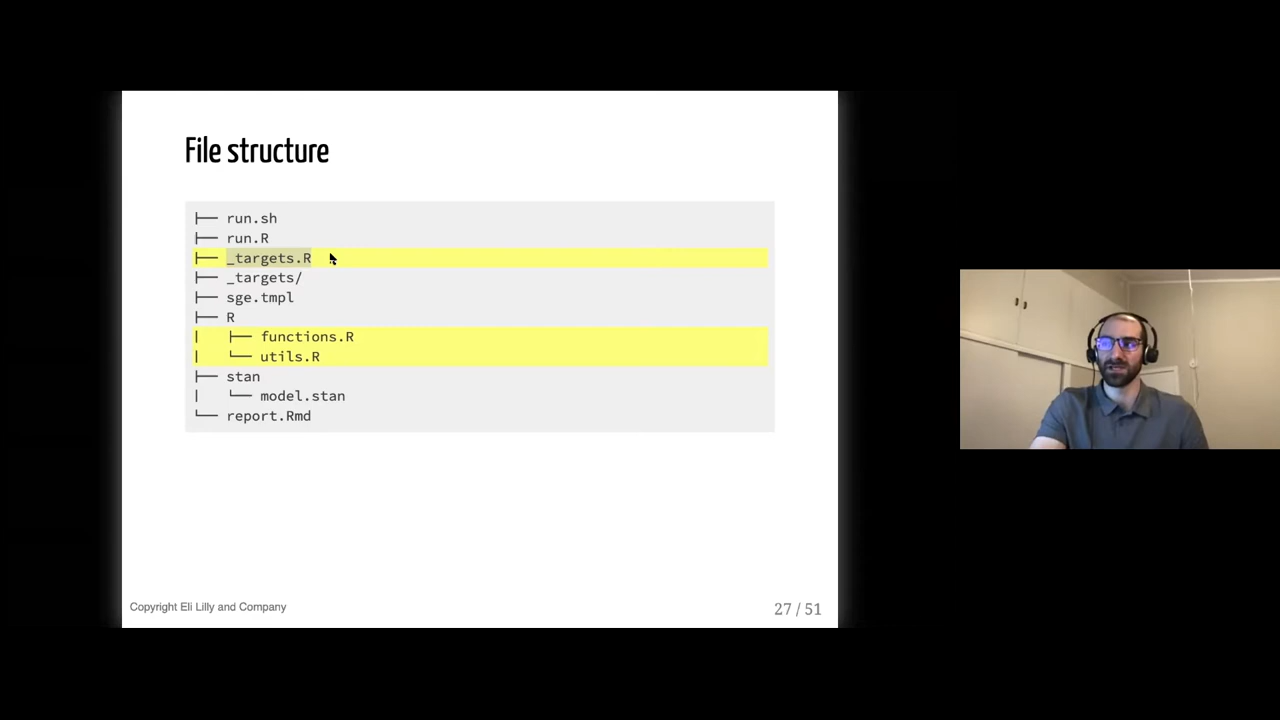 File structure
├── run.sh
├── run.R
├── _targets.R
├── _targets/
├── sge.tmpl
├── R
|   ├── functions.R
|   └── utils.R
├── stan
|   └── model.stan
└── report.Rmd
Copyright Eli Lilly and Company
27 / 51